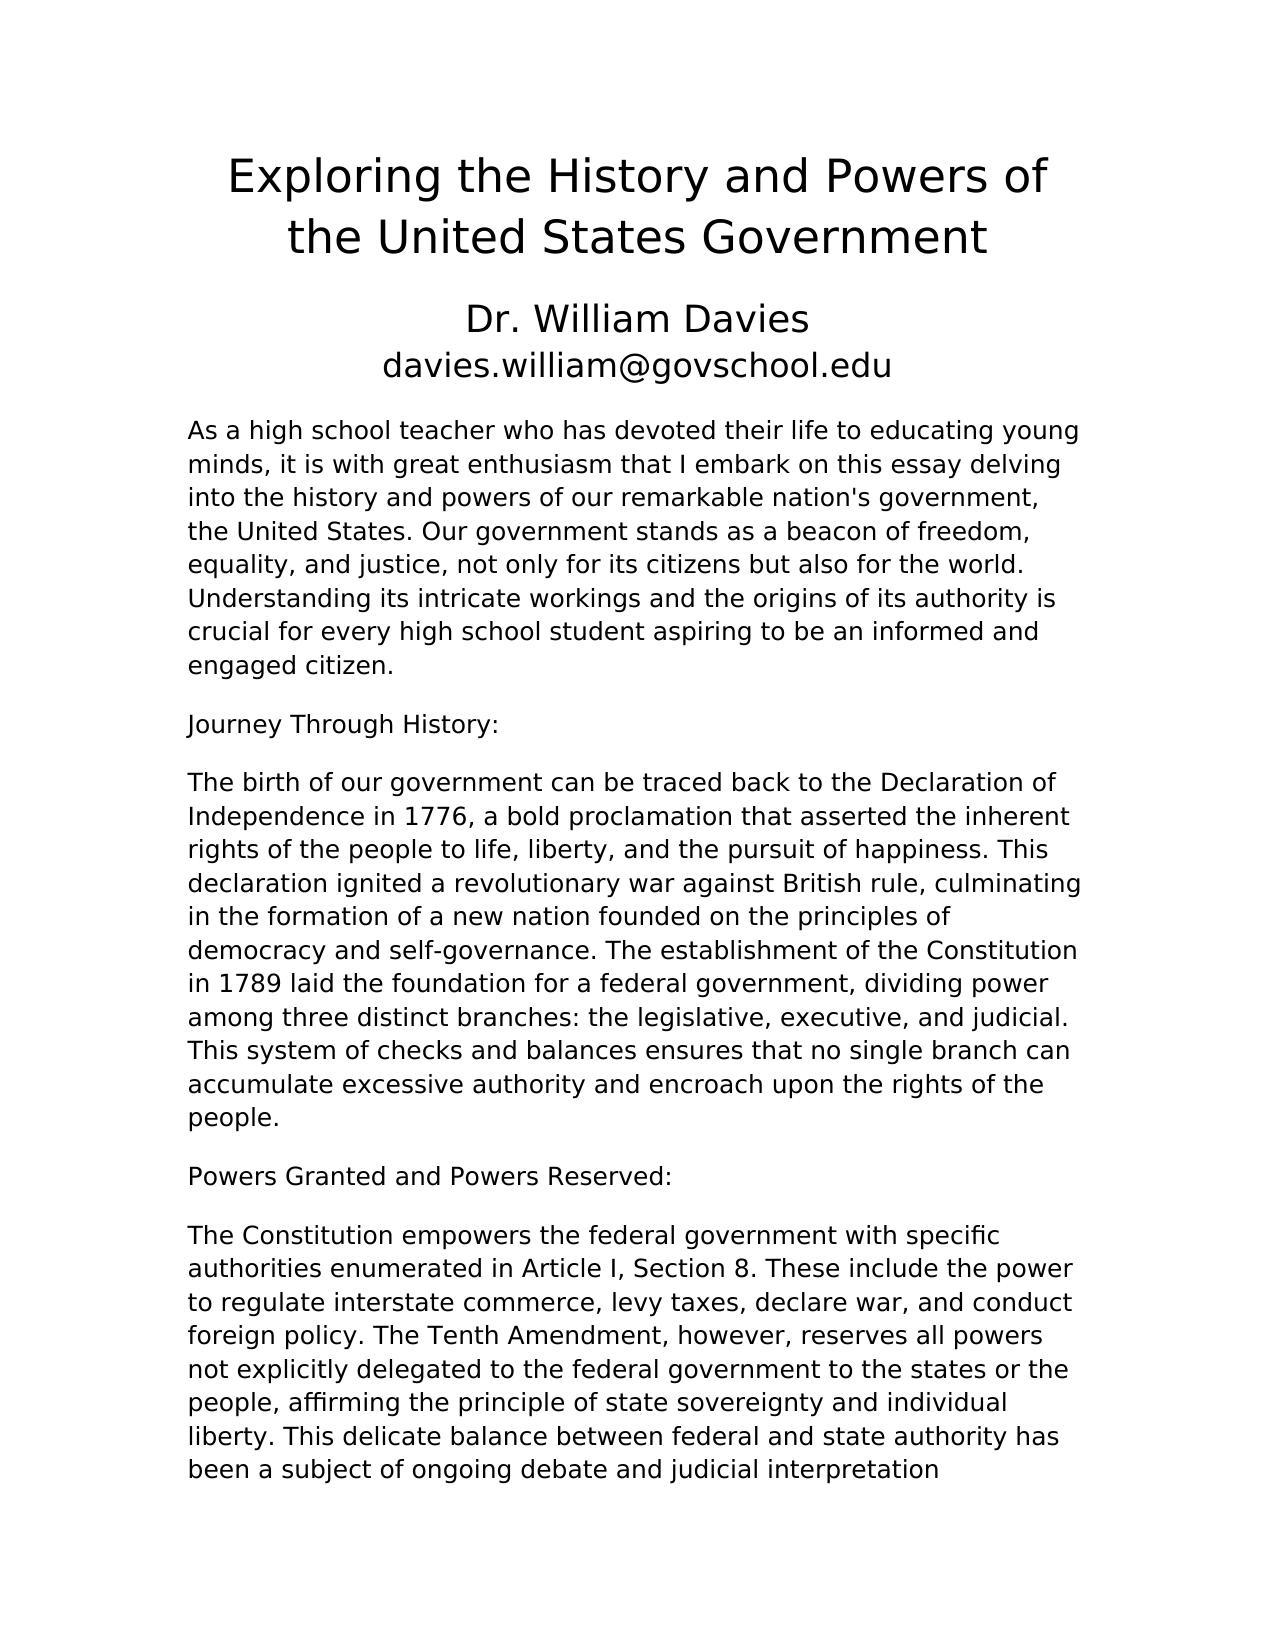 Exploring the History and Powers of
the United States Government
Dr. William Davies
davies.william@govschool.edu
As a high school teacher who has devoted their life to educating young
minds, it is with great enthusiasm that I embark on this essay delving
into the history and powers of our remarkable nation's government,
the United States. Our government stands as a beacon of freedom,
equality, and justice, not only for its citizens but also for the world.
Understanding its intricate workings and the origins of its authority is
crucial for every high school student aspiring to be an informed and
engaged citizen.
Journey Through History:
The birth of our government can be traced back to the Declaration of
Independence in 1776, a bold proclamation that asserted the inherent
rights of the people to life, liberty, and the pursuit of happiness. This
declaration ignited a revolutionary war against British rule, culminating
in the formation of a new nation founded on the principles of
democracy and self-governance. The establishment of the Constitution
in 1789 laid the foundation for a federal government, dividing power
among three distinct branches: the legislative, executive, and judicial.
This system of checks and balances ensures that no single branch can
accumulate excessive authority and encroach upon the rights of the
people.
Powers Granted and Powers Reserved:
The Constitution empowers the federal government with specific
authorities enumerated in Article I, Section 8. These include the power
to regulate interstate commerce, levy taxes, declare war, and conduct
foreign policy. The Tenth Amendment, however, reserves all powers
not explicitly delegated to the federal government to the states or the
people, affirming the principle of state sovereignty and individual
liberty. This delicate balance between federal and state authority has
been a subject of ongoing debate and judicial interpretation